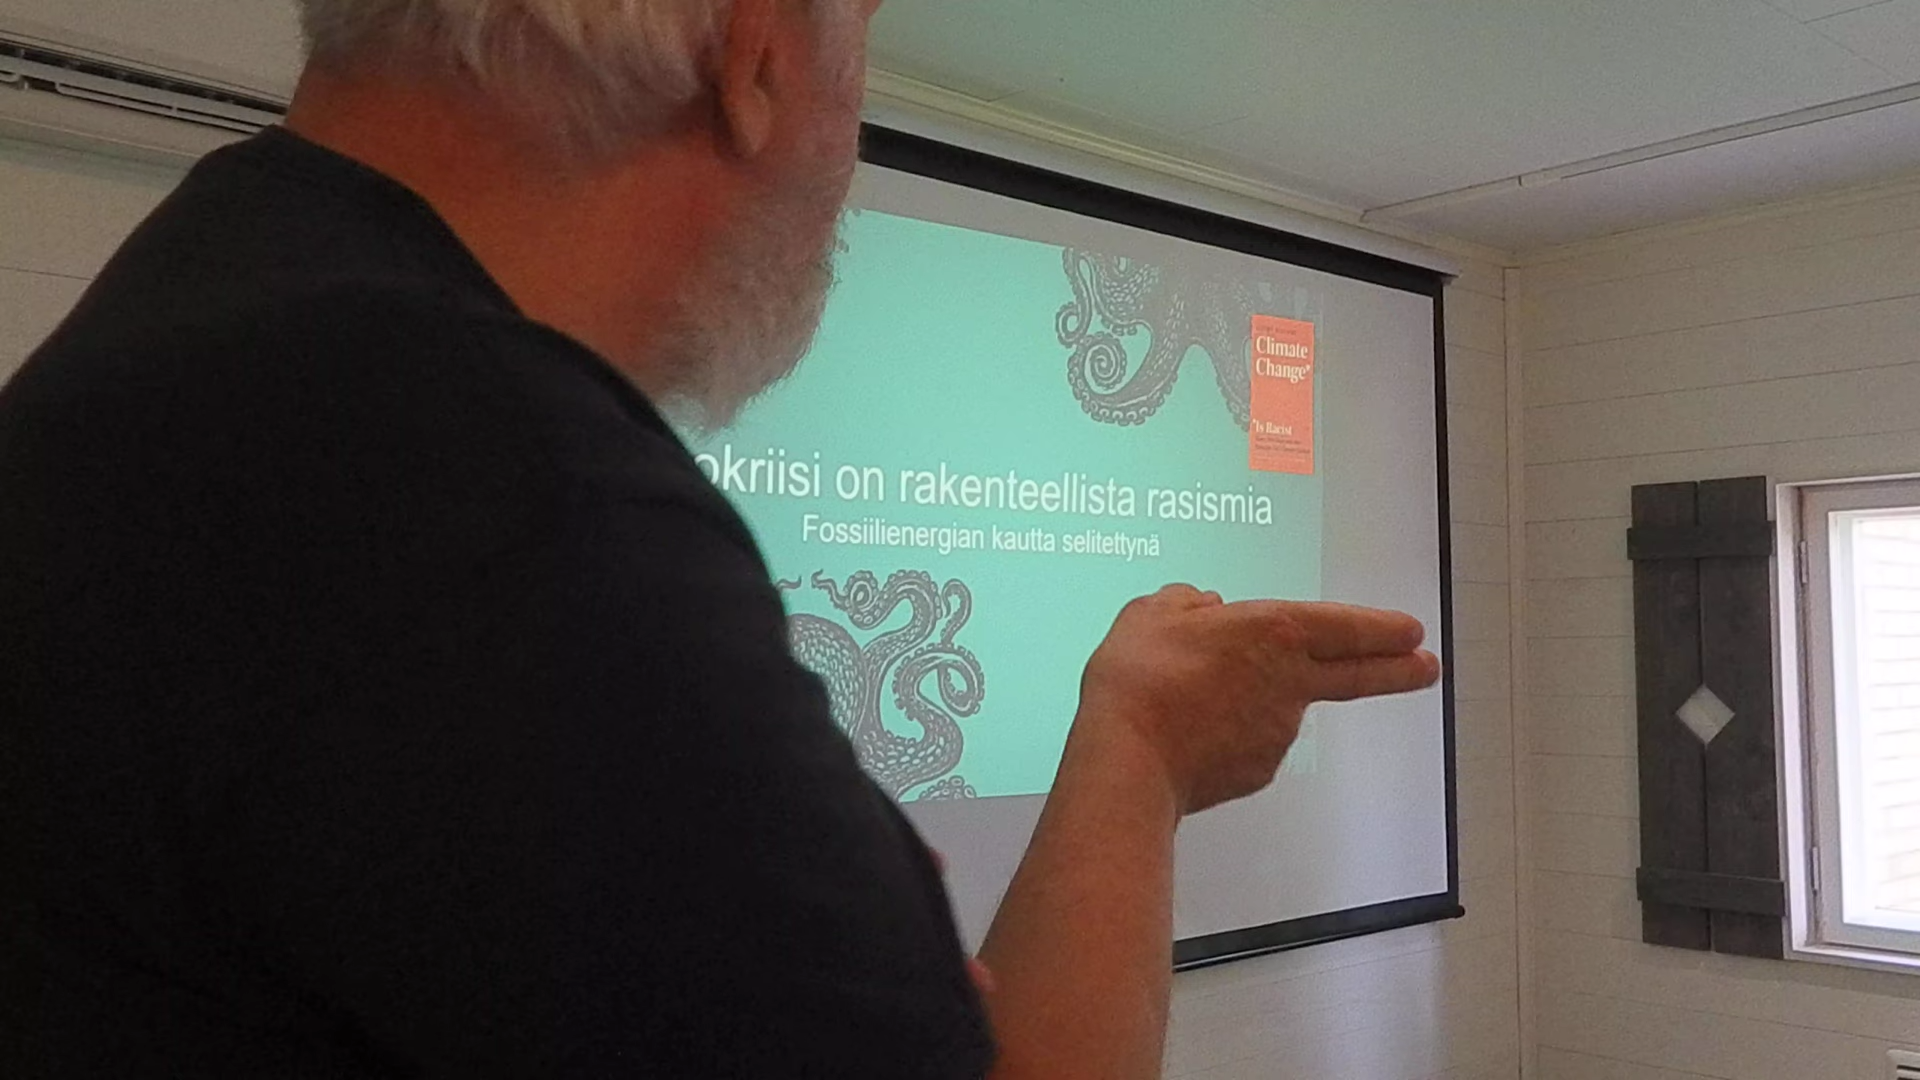 Climate
Change*
*Is Racist
okriisi on rakenteellista rasismia
Fossiilienergian kautta selitettynä